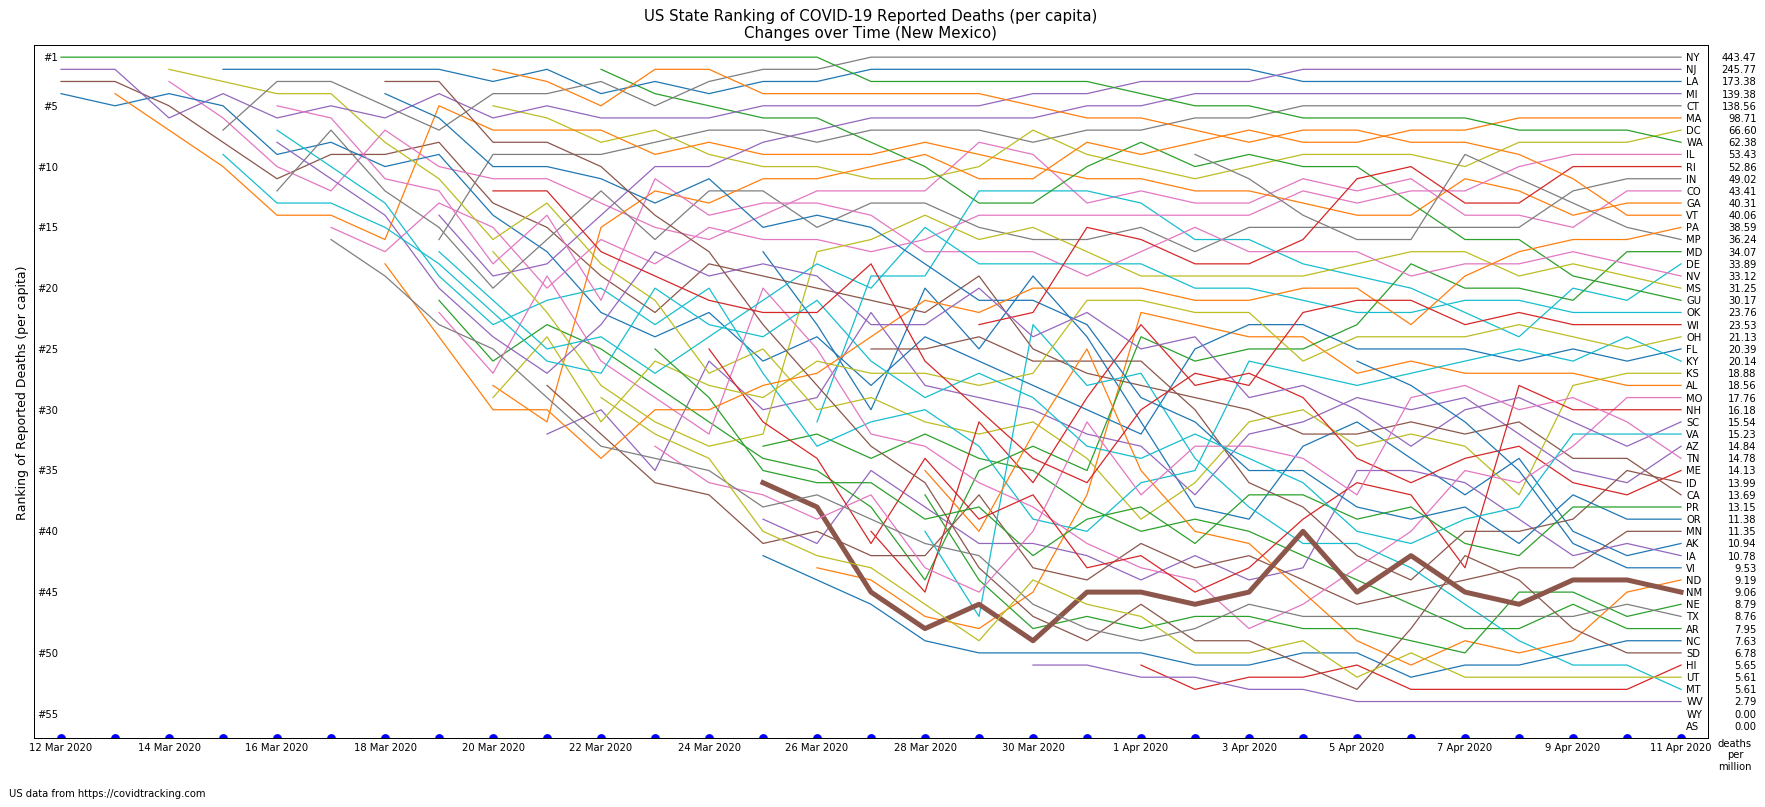 US State Ranking of COVID-19 Reported Deaths (per capita)
Changes over Time (New Mexico)
Ranking of Reported Deaths (per capita)
#1
#5
#10
#15
#20
#25
#30
#35
#40
#45
#50
#55
NY 443.47
NJ 245.77
LA 173.38
MI 139.38
CT 138.56
MA 98.71
DC 66.60
WA 62.38
IL 53.43
RI 52.86
IN 49.02
CO 43.41
GA 40.31
VT 40.06
PA 38.59
MP 36.24
MD 34.07
DE 33.89
NV 33.12
MS 31.25
GU 30.17
OK 23.76
WI 23.53
OH 21.13
FL 20.39
KY 20.14
KS 18.88
AL 18.56
MO 17.76
NH 16.18
SC 15.54
VA 15.23
AZ 14.84
TN 14.78
ME 14.13
ID 13.99
CA 13.69
PR 13.15
OR 11.38
MN 11.35
AK 10.94
IA 10.78
VI 9.53
ND 9.19
NM 9.06
NE 8.79
TX 8.76
AR 7.95
NC 7.63
SD 6.78
HI 5.65
UT 5.61
MT 5.61
WV 2.79
WY 0.00
AS 0.00
12 Mar 2020 14 Mar 2020 16 Mar 2020 18 Mar 2020 20 Mar 2020 22 Mar 2020 24 Mar 2020 26 Mar 2020 28 Mar 2020 30 Mar 2020 1 Apr 2020 3 Apr 2020 5 Apr 2020 7 Apr 2020 9 Apr 2020 11 Apr 2020
deaths
per
million
US data from https://covidtracking.com